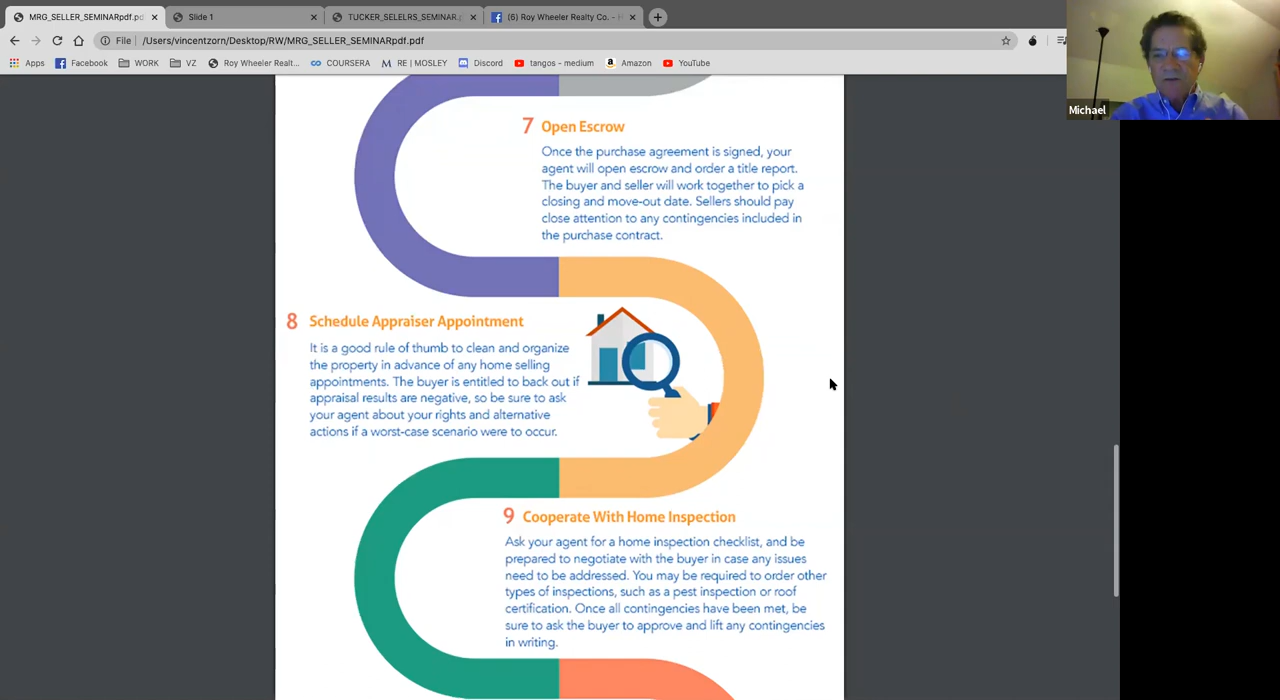 MRG_SELLER_SEMINARpdf.pd
Slide 1
TUCKER_SELELRS_SEMINAR.p
(6) Roy Wheeler Realty Co. -
File /Users/vincentzorn/Desktop/RW/MRG_SELLER_SEMINARpdf.pdf
Apps Facebook WORK VZ Roy Wheeler Realt... COURSERA RE | MOSLEY Discord tangos - medium Amazon YouTube
Michael
7 Open Escrow
Once the purchase agreement is signed, your
agent will open escrow and order a title report.
The buyer and seller will work together to pick a
closing and move-out date. Sellers should pay
close attention to any contingencies included in
the purchase contract.
8 Schedule Appraiser Appointment
It is a good rule of thumb to clean and organize
the property in advance of any home selling
appointments. The buyer is entitled to back out if
appraisal results are negative, so be sure to ask
your agent about your rights and alternative
actions if a worst-case scenario were to occur.
9 Cooperate With Home Inspection
Ask your agent for a home inspection checklist, and be
prepared to negotiate with the buyer in case any issues
need to be addressed. You may be required to order other
types of inspections, such as a pest inspection or roof
certification. Once all contingencies have been met, be
sure to ask the buyer to approve and lift any contingencies
in writing.